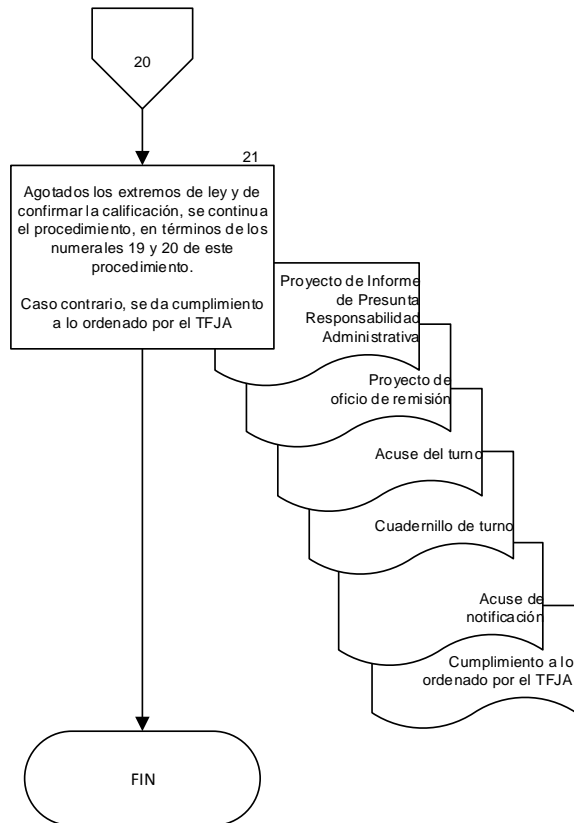 20
21
Agotados los extremos de ley y de
confirmar la calificación, se continua
el procedimiento, en términos de los
numerales 19 y 20 de este
procedimiento.
Caso contrario, se da cumplimiento
a lo ordenado por el TFJA
Proyecto de Informe
de Presunta
Responsabilidad
Administrativa
Proyecto de
oficio de remisión
Acuse del turno
Cuadernillo de turno
Acuse de
notificación
Cumplimiento a lo
ordenado por el TFJA
FIN